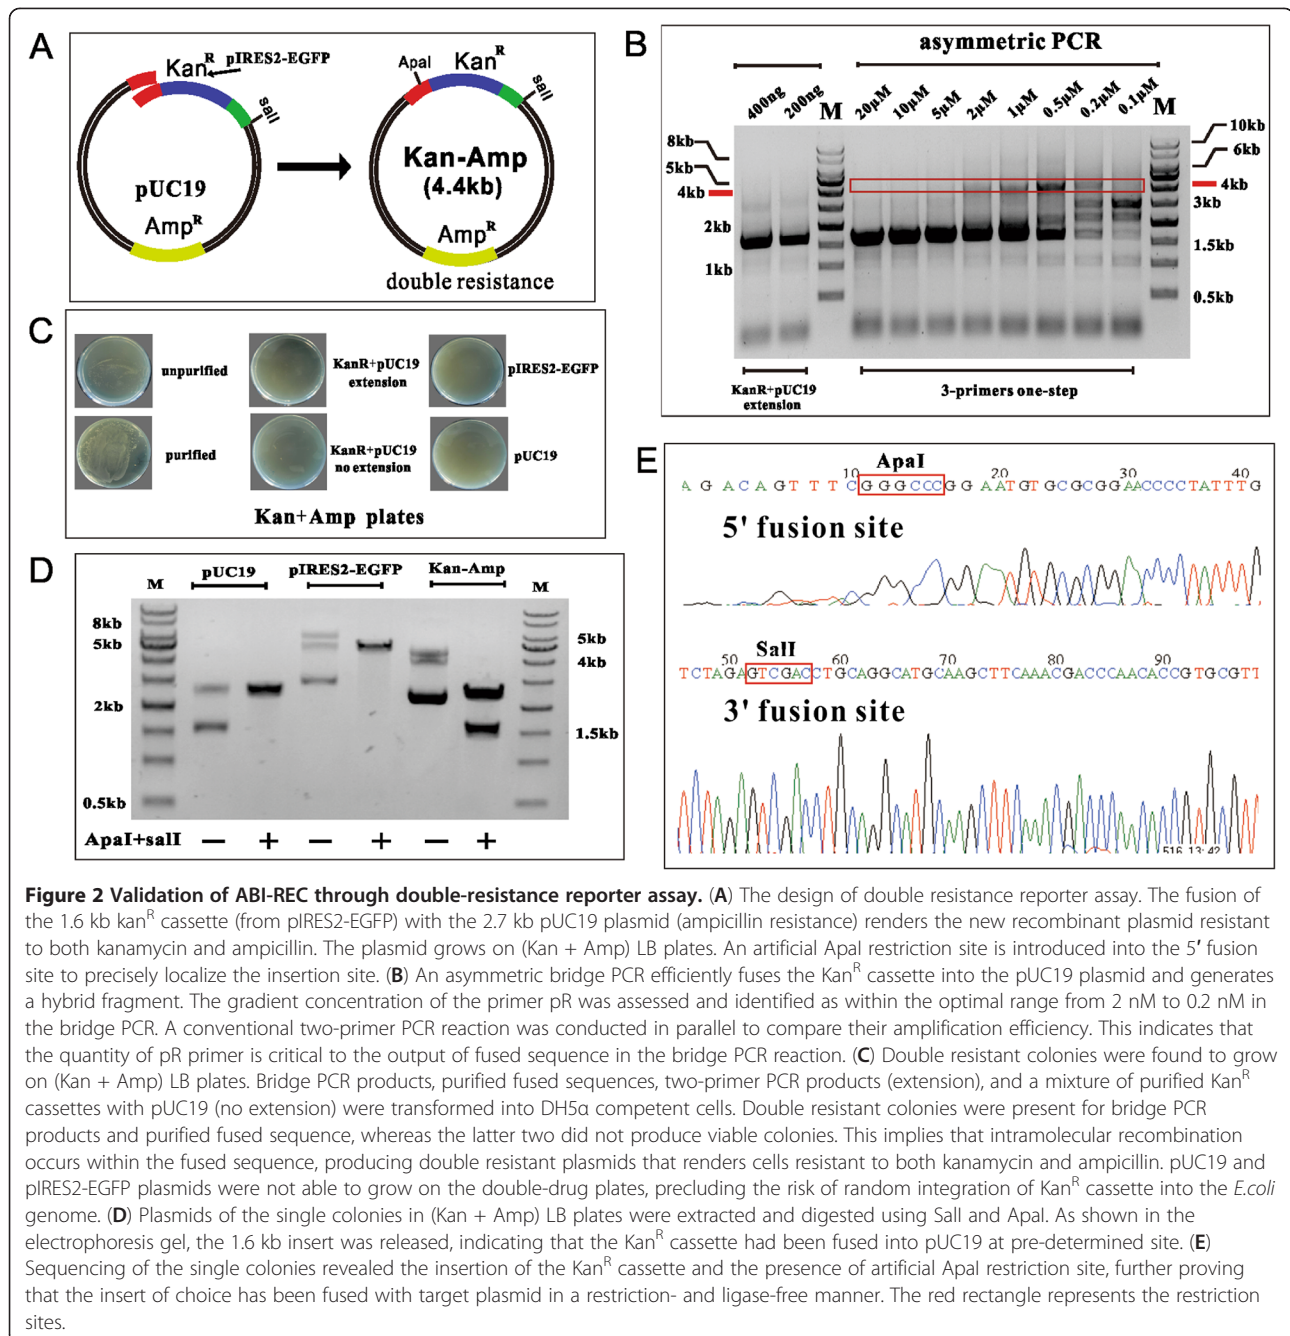 A
Kan^R pIRES2-EGFP
salI
pUC19
Amp^R
ApaI
Kan^R
salI
Kan-Amp
(4.4kb)
Amp^R
double resistance
B
asymmetric PCR
400ng 200ng M 20μM 10μM 5μM 2μM 1μM 0.5μM 0.2μM 0.1μM M
8kb
5kb
4kb
2kb
1kb
10kb
6kb
4kb
3kb
1.5kb
0.5kb
KanR+pUC19
extension
3-primers one-step
C
unpurified
KanR+pUC19
extension
pIRES2-EGFP
purified
KanR+pUC19
no extension
pUC19
Kan+Amp plates
D
M pUC19 pIRES2-EGFP Kan-Amp M
8kb
5kb
2kb
0.5kb
5kb
4kb
1.5kb
ApaI+salI − + − + − +
E
ApaI
10 20 30 40
A G A C A G T T T C G G G C C C G G A A T G T G C G C G G A A C C C C T A T T T G
5' fusion site
SalI
50 60 70 80 90
TCTAGAGTCGACCTGCAGGCATGCAAGCTTCAAACGACCCAACACCGTGCGTT
3' fusion site
516 13:42
Figure 2 Validation of ABI-REC through double-resistance reporter assay. (A) The design of double resistance reporter assay. The fusion of
the 1.6 kb kan^R cassette (from pIRES2-EGFP) with the 2.7 kb pUC19 plasmid (ampicillin resistance) renders the new recombinant plasmid resistant
to both kanamycin and ampicillin. The plasmid grows on (Kan + Amp) LB plates. An artificial ApaI restriction site is introduced into the 5′ fusion
site to precisely localize the insertion site. (B) An asymmetric bridge PCR efficiently fuses the Kan^R cassette into the pUC19 plasmid and generates
a hybrid fragment. The gradient concentration of the primer pR was assessed and identified as within the optimal range from 2 nM to 0.2 nM in
the bridge PCR. A conventional two-primer PCR reaction was conducted in parallel to compare their amplification efficiency. This indicates that
the quantity of pR primer is critical to the output of fused sequence in the bridge PCR reaction. (C) Double resistant colonies were found to grow
on (Kan + Amp) LB plates. Bridge PCR products, purified fused sequences, two-primer PCR products (extension), and a mixture of purified Kan^R
cassettes with pUC19 (no extension) were transformed into DH5α competent cells. Double resistant colonies were present for bridge PCR
products and purified fused sequence, whereas the latter two did not produce viable colonies. This implies that intramolecular recombination
occurs within the fused sequence, producing double resistant plasmids that renders cells resistant to both kanamycin and ampicillin. pUC19 and
pIRES2-EGFP plasmids were not able to grow on the double-drug plates, precluding the risk of random integration of Kan^R cassette into the E.coli
genome. (D) Plasmids of the single colonies in (Kan + Amp) LB plates were extracted and digested using SalI and ApaI. As shown in the
electrophoresis gel, the 1.6 kb insert was released, indicating that the Kan^R cassette had been fused into pUC19 at pre-determined site. (E)
Sequencing of the single colonies revealed the insertion of the Kan^R cassette and the presence of artificial ApaI restriction site, further proving
that the insert of choice has been fused with target plasmid in a restriction- and ligase-free manner. The red rectangle represents the restriction
sites.